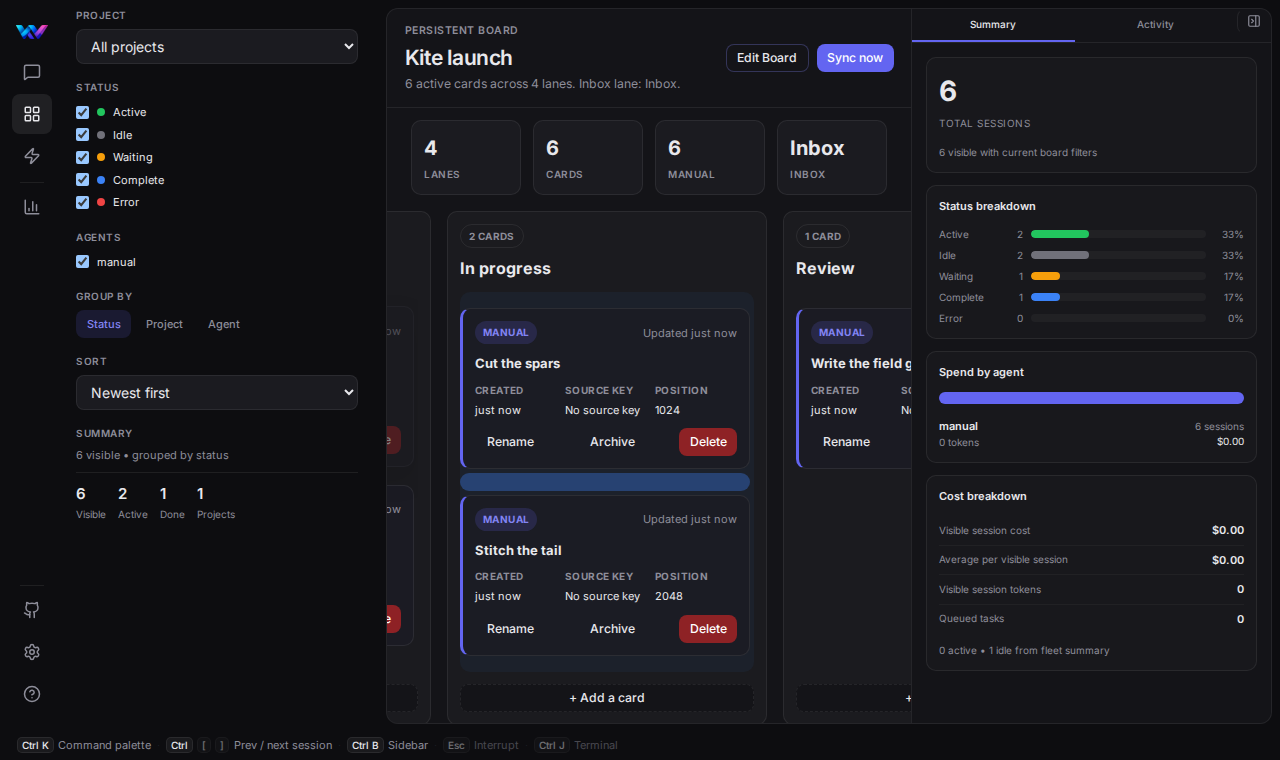 PROJECT
All projects
STATUS
Active
Idle
Waiting
Complete
Error
AGENTS
manual
GROUP BY
Status Project Agent
SORT
Newest first
SUMMARY
6 visible • grouped by status
6 2 1 1
Visible Active Done Projects
PERSISTENT BOARD
Kite launch
Edit Board Sync now
6 active cards across 4 lanes. Inbox lane: Inbox.
4 6 6 Inbox
LANES CARDS MANUAL INBOX
2 CARDS
In progress
MANUAL Updated just now
Cut the spars
CREATED SOURCE KEY POSITION
just now No source key 1024
Rename Archive Delete
MANUAL Updated just now
Stitch the tail
CREATED SOURCE KEY POSITION
just now No source key 2048
Rename Archive Delete
+ Add a card
1 CARD
Review
MANUAL
Write the field
CREATED
just now
Rename
+
Summary Activity
6
TOTAL SESSIONS
6 visible with current board filters
Status breakdown
Active 2 33%
Idle 2 33%
Waiting 1 17%
Complete 1 17%
Error 0 0%
Spend by agent
manual 6 sessions
0 tokens $0.00
Cost breakdown
Visible session cost $0.00
Average per visible session $0.00
Visible session tokens 0
Queued tasks 0
0 active • 1 idle from fleet summary
Ctrl K Command palette Ctrl [ ] Prev / next session Ctrl B Sidebar Esc Interrupt Ctrl J Terminal